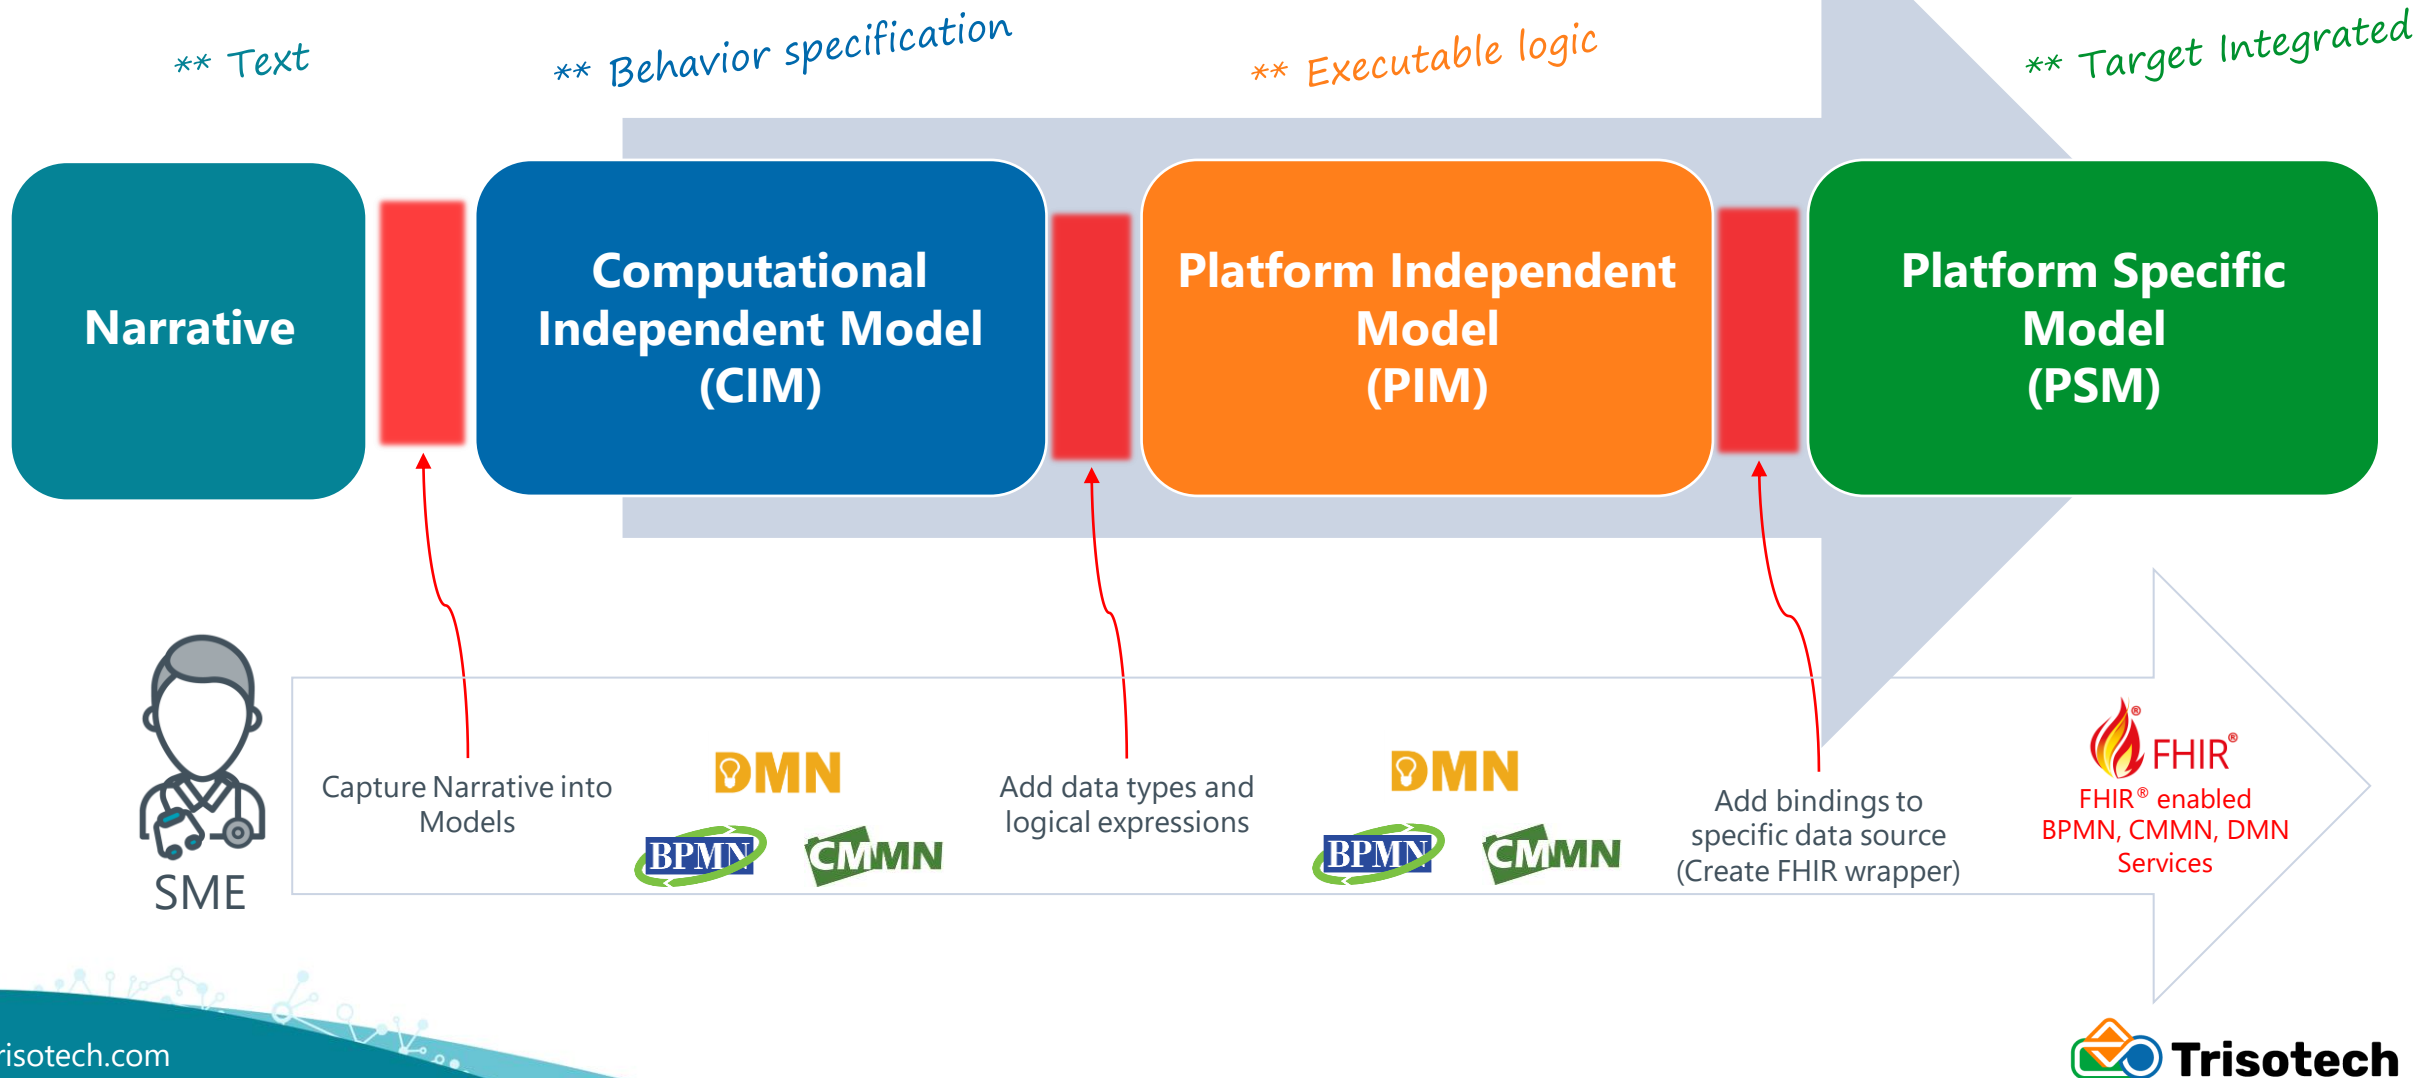 ** Text
** Behavior specification
** Executable logic
** Target Integrated
Narrative
Computational
Independent Model
(CIM)
Platform Independent
Model
(PIM)
Platform Specific
Model
(PSM)
SME
Capture Narrative into
Models
DMN
BPMN
CMMN
Add data types and
logical expressions
DMN
BPMN
CMMN
Add bindings to
specific data source
(Create FHIR wrapper)
FHIR®
FHIR® enabled
BPMN, CMMN, DMN
Services
risotech.com
Trisotech